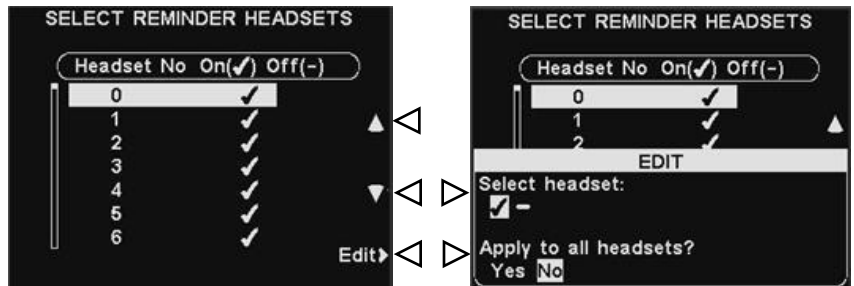 SELECT REMINDER HEADSETS
Headset No On(✓) Off(-)
0 ✓
1 ✓
2 ✓
3 ✓
4 ✓
5 ✓
6 ✓
Edit
SELECT REMINDER HEADSETS
Headset No On(✓) Off(-)
0 ✓
1 ✓
2 ✓
EDIT
Select headset:
✓ -
Apply to all headsets?
Yes No